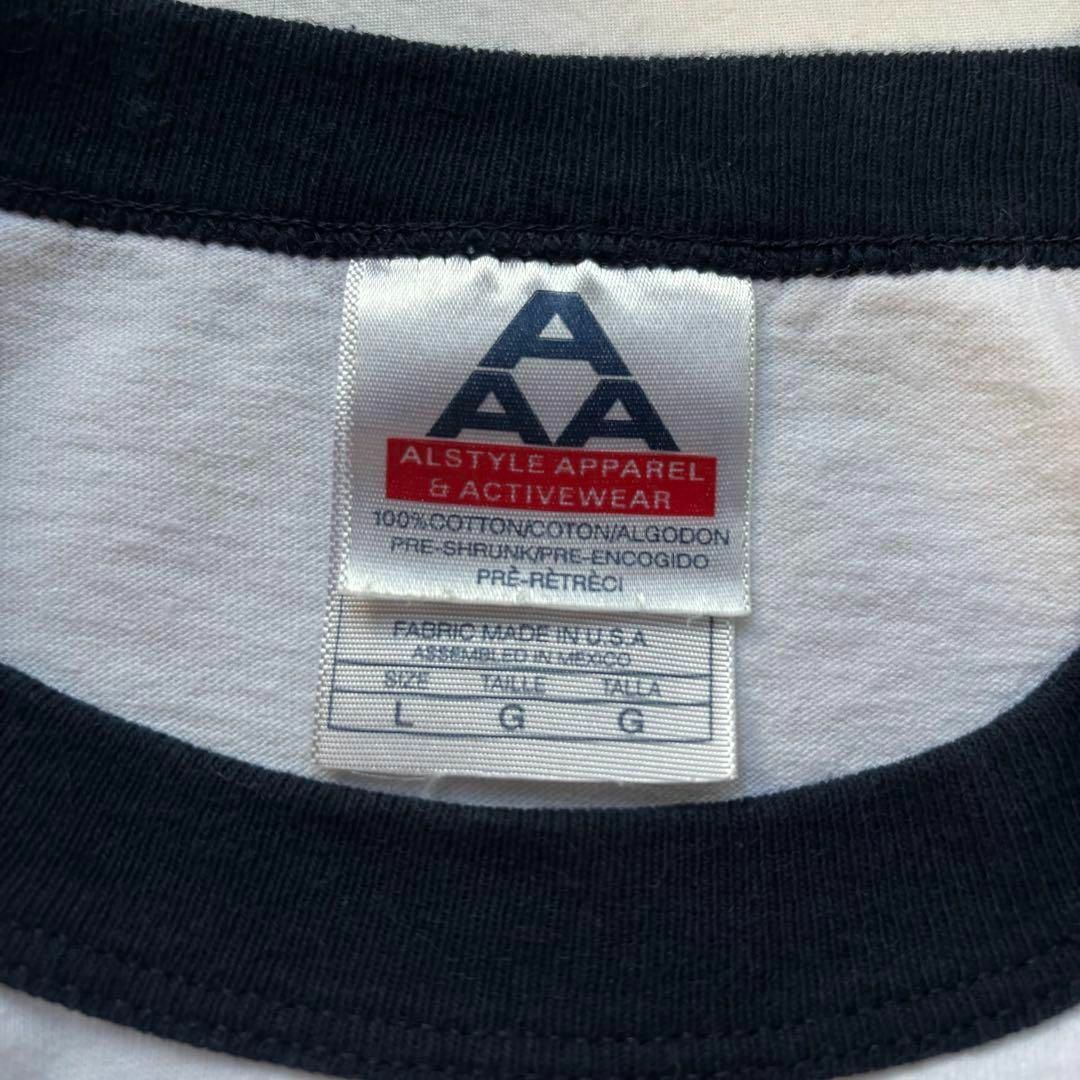 A
AA
ALSTYLE APPAREL
& ACTIVEWEAR
100% COTTON/COTON/ALGODON
PRE-SHRUNK/PRE-ENCOGIDO
PRÈ-RÈTRÈCI
FABRIC MADE IN U.S.A
ASSEMBLED IN MEXICO
SIZE TAILLE TALLA
L G G